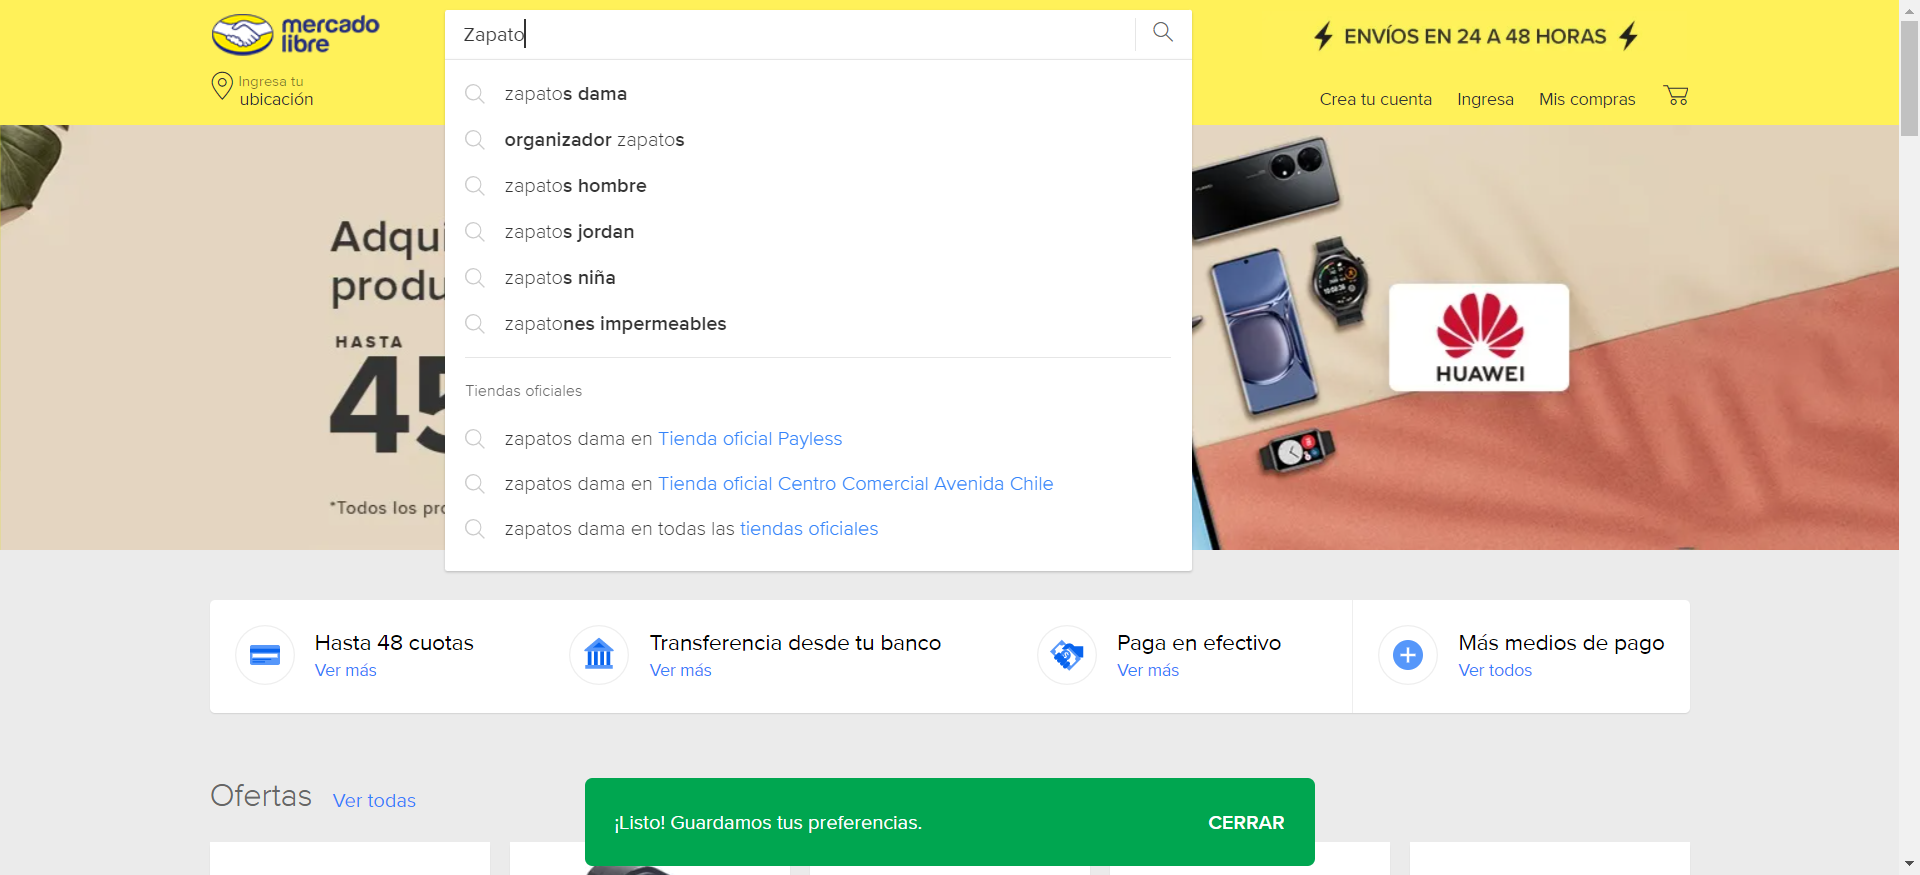 mercado
libre
Zapato
ENVÍOS EN 24 A 48 HORAS
Ingresa tu
ubicación
Crea tu cuenta Ingresa Mis compras
zapatos dama
organizador zapatos
zapatos hombre
zapatos jordan
zapatos niña
zapatones impermeables
Tiendas oficiales
zapatos dama en Tienda oficial Payless
zapatos dama en Tienda oficial Centro Comercial Avenida Chile
zapatos dama en todas las tiendas oficiales
HASTA
*Todos los
HUAWEI
Hasta 48 cuotas
Ver más
Transferencia desde tu banco
Ver más
Paga en efectivo
Ver más
Más medios de pago
Ver todos
Ofertas Ver todas
¡Listo! Guardamos tus preferencias. CERRAR